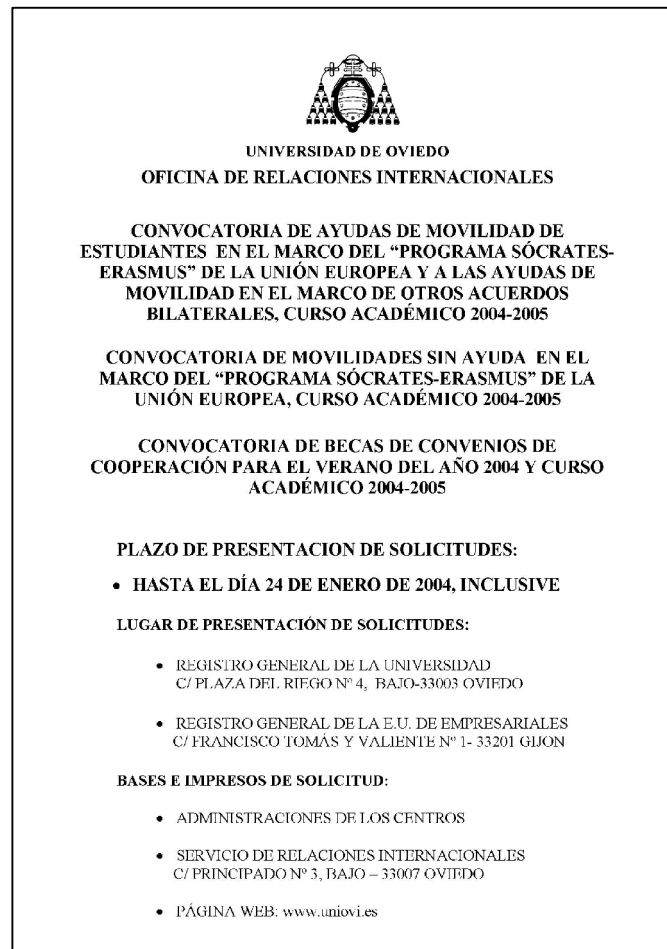 UNIVERSIDAD DE OVIEDO
OFICINA DE RELACIONES INTERNACIONALES
CONVOCATORIA DE AYUDAS DE MOVILIDAD DE
ESTUDIANTES EN EL MARCO DEL “PROGRAMA SÓCRATES-
ERASMUS” DE LA UNIÓN EUROPEA Y A LAS AYUDAS DE
MOVILIDAD EN EL MARCO DE OTROS ACUERDOS
BILATERALES, CURSO ACADÉMICO 2004-2005
CONVOCATORIA DE MOVILIDADES SIN AYUDA EN EL
MARCO DEL “PROGRAMA SÓCRATES-ERASMUS” DE LA
UNIÓN EUROPEA, CURSO ACADÉMICO 2004-2005
CONVOCATORIA DE BECAS DE CONVENIOS DE
COOPERACIÓN PARA EL VERANO DEL AÑO 2004 Y CURSO
ACADÉMICO 2004-2005
PLAZO DE PRESENTACION DE SOLICITUDES:
• HASTA EL DÍA 24 DE ENERO DE 2004, INCLUSIVE
LUGAR DE PRESENTACIÓN DE SOLICITUDES:
• REGISTRO GENERAL DE LA UNIVERSIDAD
C/ PLAZA DEL RIEGO Nº 4, BAJO-33003 OVIEDO
• REGISTRO GENERAL DE LA E.U. DE EMPRESARIALES
C/ FRANCISCO TOMÁS Y VALIENTE Nº 1- 33201 GIJON
BASES E IMPRESOS DE SOLICITUD:
• ADMINISTRACIONES DE LOS CENTROS
• SERVICIO DE RELACIONES INTERNACIONALES
C/ PRINCIPADO Nº 3, BAJO – 33007 OVIEDO
• PÁGINA WEB: www.uniovi.es